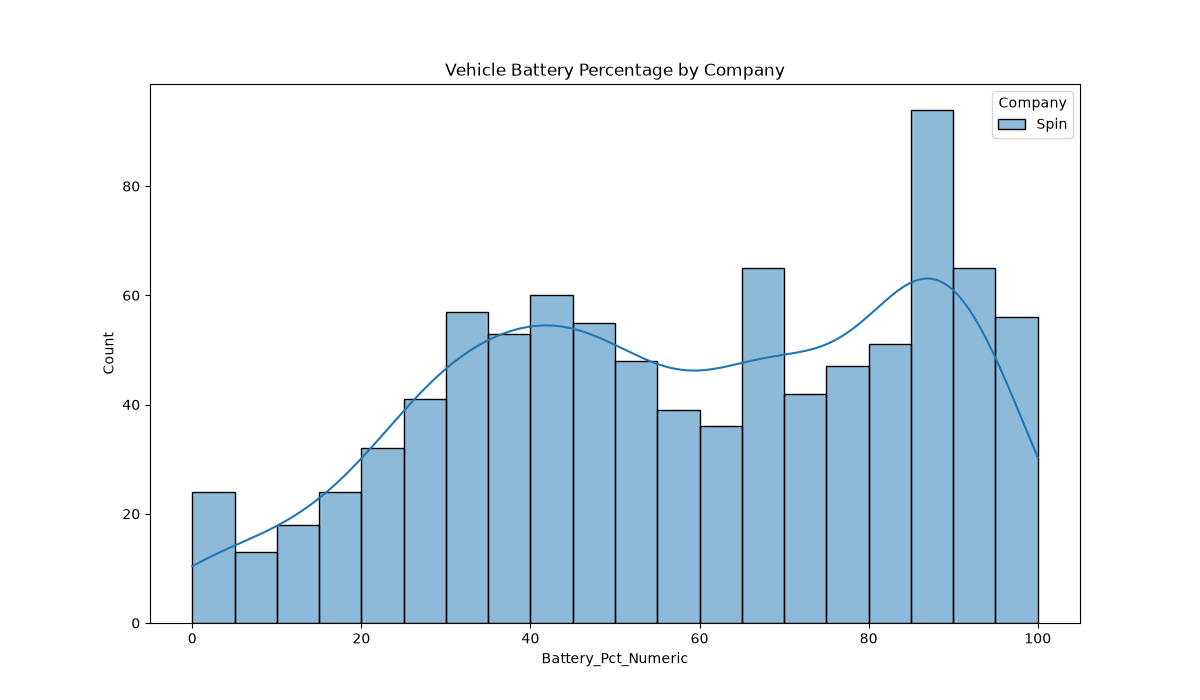 Vehicle Battery Percentage by Company
Company
Spin
80
60
40
20
0
Count
0 20 40 60 80 100
Battery_Pct_Numeric